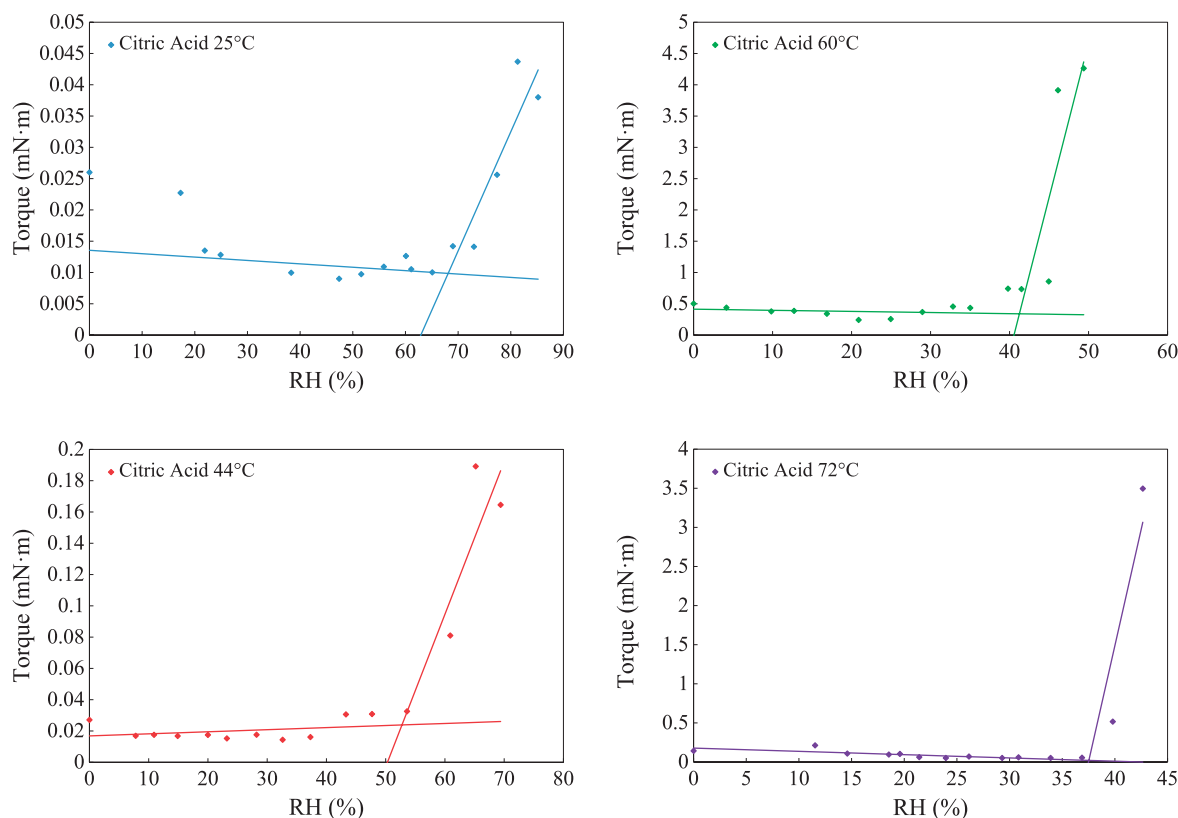 Citric Acid 25°C
Torque (mN·m)
0.05
0.045
0.04
0.035
0.03
0.025
0.02
0.015
0.01
0.005
0
0 10 20 30 40 50 60 70 80 90
RH (%)
Citric Acid 60°C
Torque (mN·m)
5
4.5
4
3.5
3
2.5
2
1.5
1
0.5
0
0 10 20 30 40 50 60
RH (%)
Citric Acid 44°C
Torque (mN·m)
0.2
0.18
0.16
0.14
0.12
0.1
0.08
0.06
0.04
0.02
0
0 10 20 30 40 50 60 70 80
RH (%)
Citric Acid 72°C
Torque (mN·m)
4
3.5
3
2.5
2
1.5
1
0.5
0
0 5 10 15 20 25 30 35 40 45
RH (%)